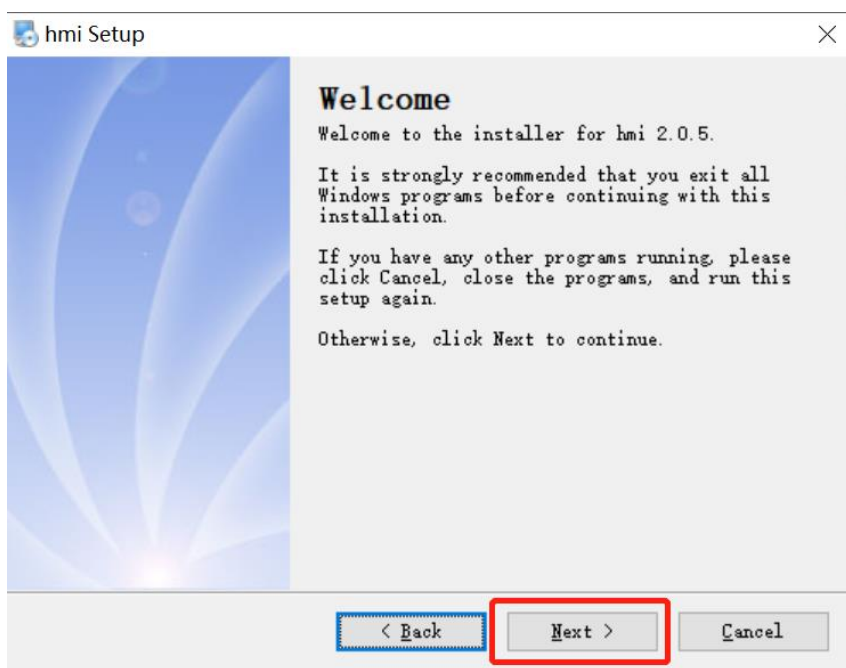 hmi Setup
Welcome
Welcome to the installer for hmi 2.0.5.
It is strongly recommended that you exit all
Windows programs before continuing with this
installation.
If you have any other programs running, please
click Cancel, close the programs, and run this
setup again.
Otherwise, click Next to continue.
< Back Next > Cancel